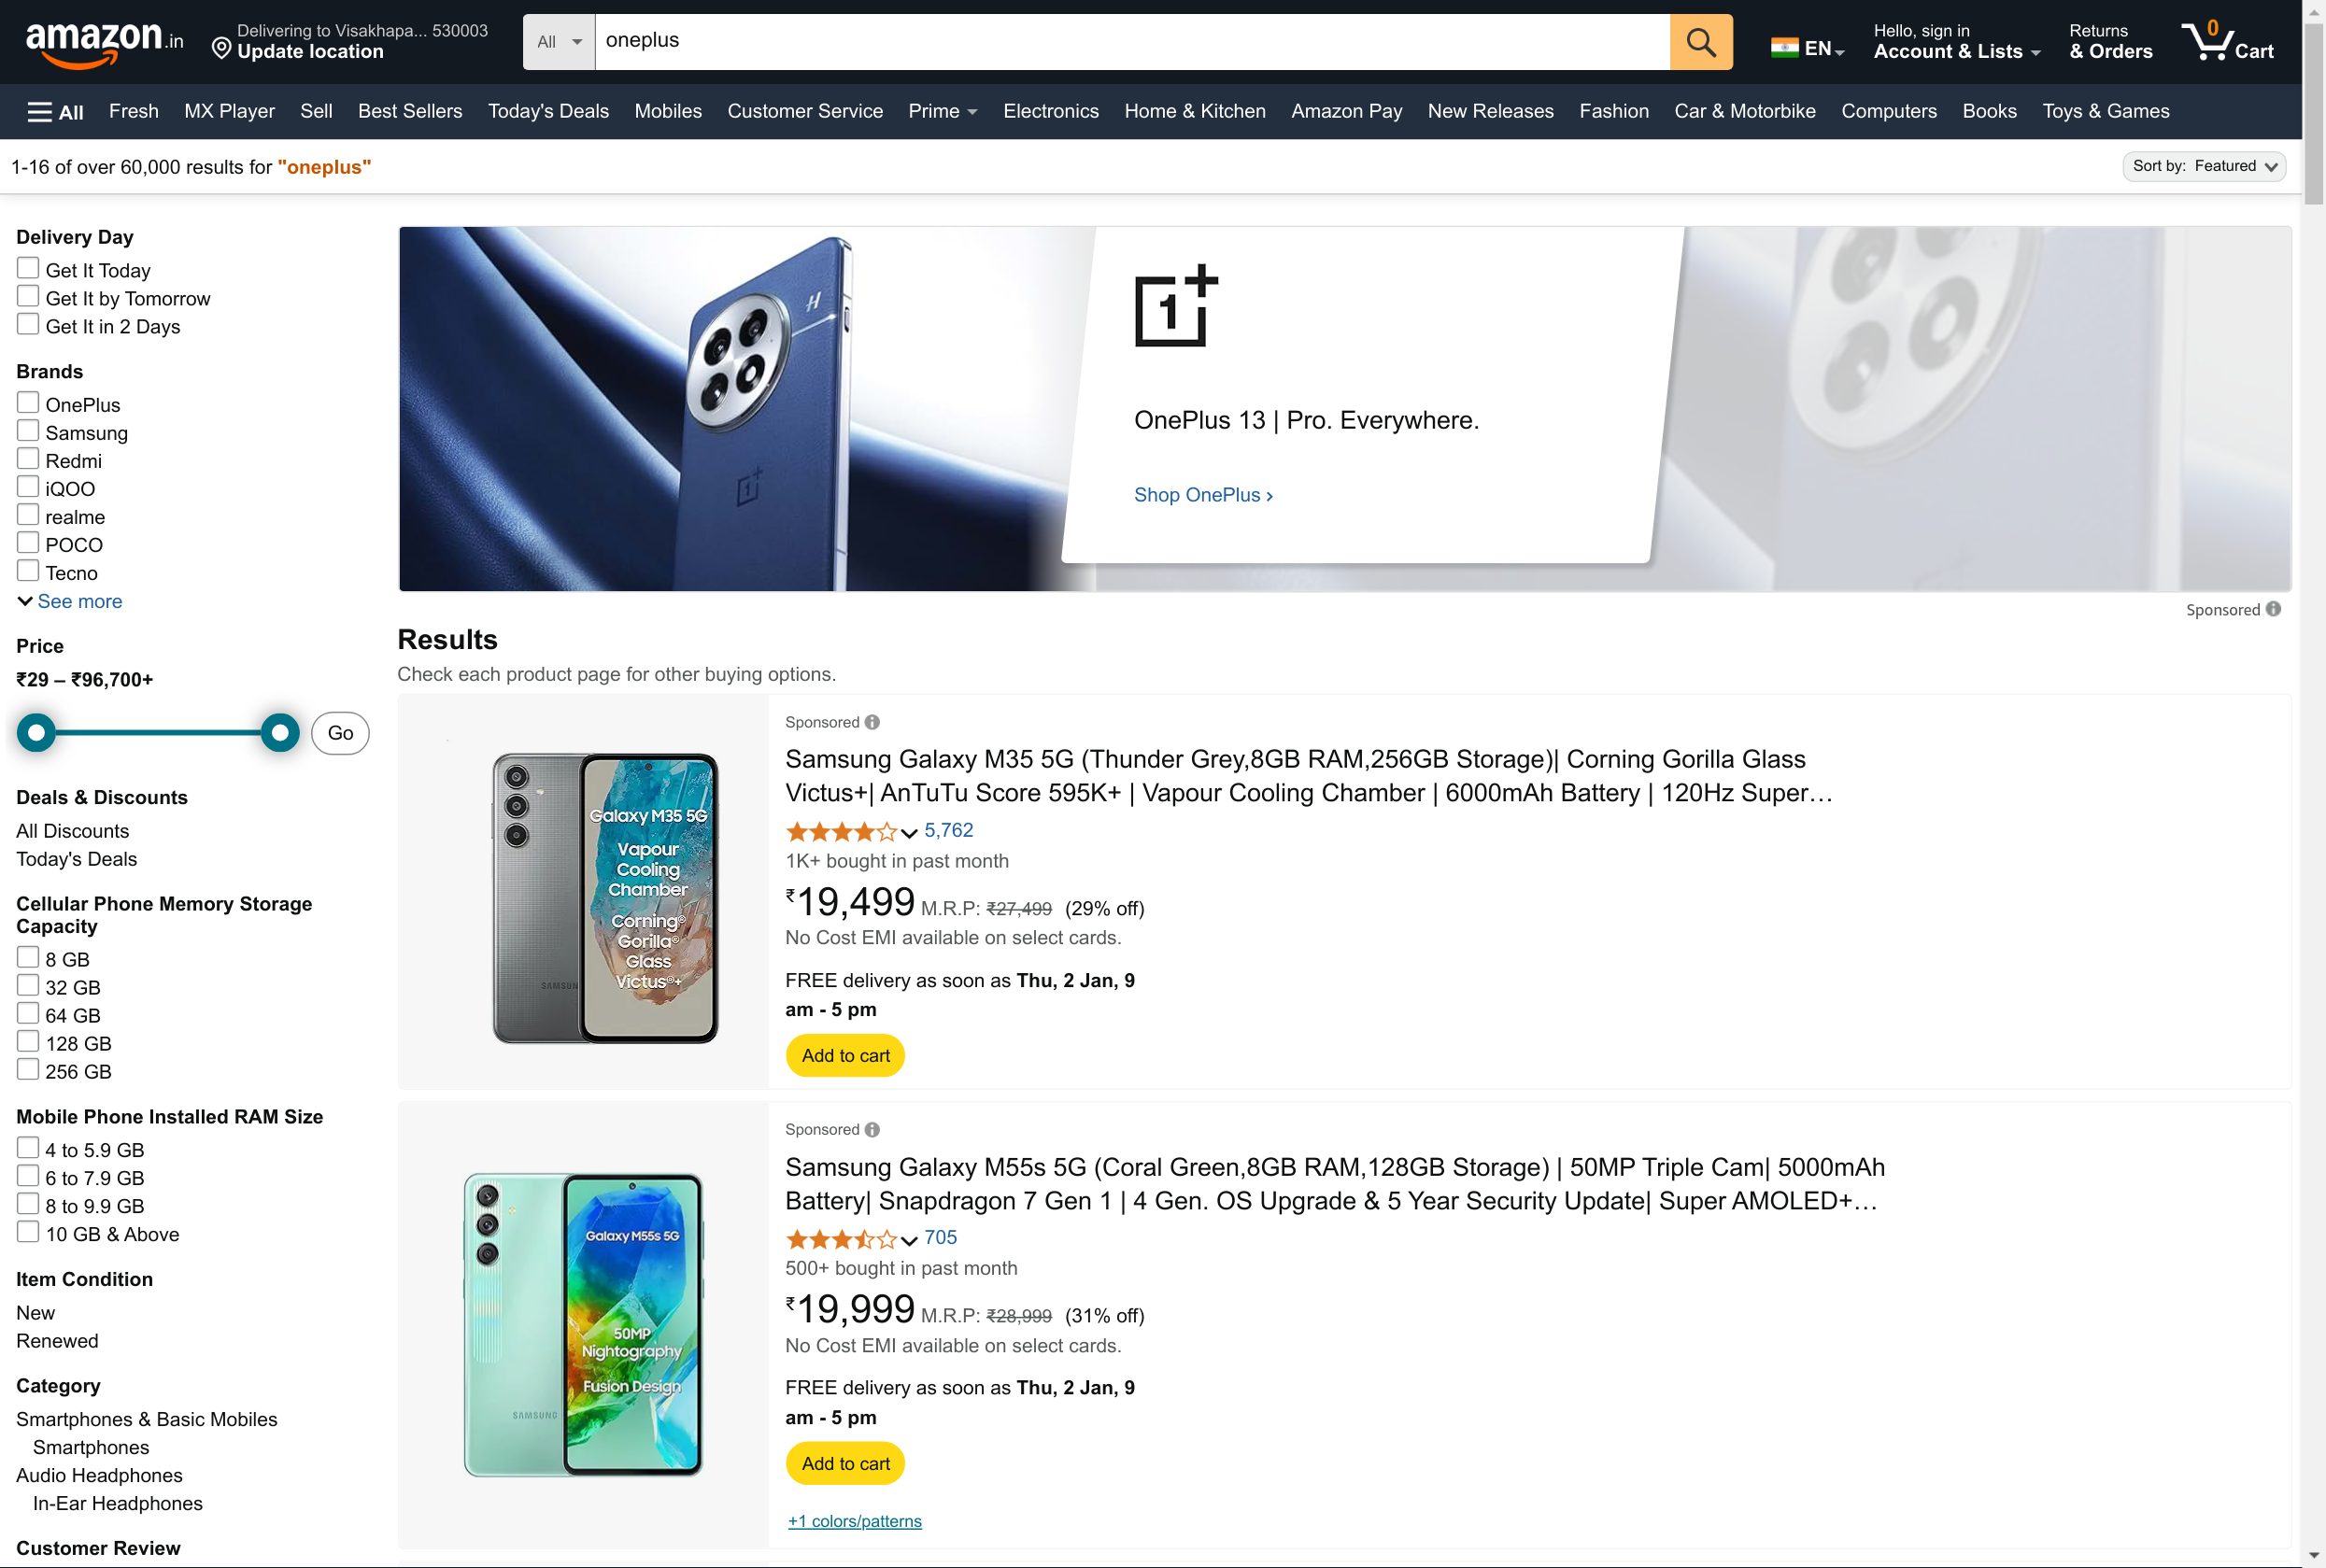 amazon.in
Delivering to Visakhapa... 530003
Update location
All
oneplus
EN
Hello, sign in
Account & Lists
Returns
& Orders
0
Cart
All
Fresh
MX Player
Sell
Best Sellers
Today's Deals
Mobiles
Customer Service
Prime
Electronics
Home & Kitchen
Amazon Pay
New Releases
Fashion
Car & Motorbike
Computers
Books
Toys & Games
1-16 of over 60,000 results for "oneplus"
Sort by: Featured
Delivery Day
Get It Today
Get It by Tomorrow
Get It in 2 Days
Brands
OnePlus
Samsung
Redmi
iQOO
realme
POCO
Tecno
See more
Price
₹29 – ₹96,700+
Go
Deals & Discounts
All Discounts
Today's Deals
Cellular Phone Memory Storage
Capacity
8 GB
32 GB
64 GB
128 GB
256 GB
Mobile Phone Installed RAM Size
4 to 5.9 GB
6 to 7.9 GB
8 to 9.9 GB
10 GB & Above
Item Condition
New
Renewed
Category
Smartphones & Basic Mobiles
Smartphones
Audio Headphones
In-Ear Headphones
Customer Review
H
1+
1+
OnePlus 13 | Pro. Everywhere.
Shop OnePlus ›
Sponsored
Results
Check each product page for other buying options.
Galaxy M35 5G
Vapour
Cooling
Chamber
Corning®
Gorilla®
Glass
Victus®+
SAMSUN
Sponsored
Samsung Galaxy M35 5G (Thunder Grey,8GB RAM,256GB Storage)| Corning Gorilla Glass
Victus+| AnTuTu Score 595K+ | Vapour Cooling Chamber | 6000mAh Battery | 120Hz Super…
5,762
1K+ bought in past month
₹19,499 M.R.P: ₹27,499 (29% off)
No Cost EMI available on select cards.
FREE delivery as soon as Thu, 2 Jan, 9
am - 5 pm
Add to cart
Galaxy M55s 5G
50MP
Nightography
Fusion Design
SAMSUNG
Sponsored
Samsung Galaxy M55s 5G (Coral Green,8GB RAM,128GB Storage) | 50MP Triple Cam| 5000mAh
Battery| Snapdragon 7 Gen 1 | 4 Gen. OS Upgrade & 5 Year Security Update| Super AMOLED+…
705
500+ bought in past month
₹19,999 M.R.P: ₹28,999 (31% off)
No Cost EMI available on select cards.
FREE delivery as soon as Thu, 2 Jan, 9
am - 5 pm
Add to cart
+1 colors/patterns